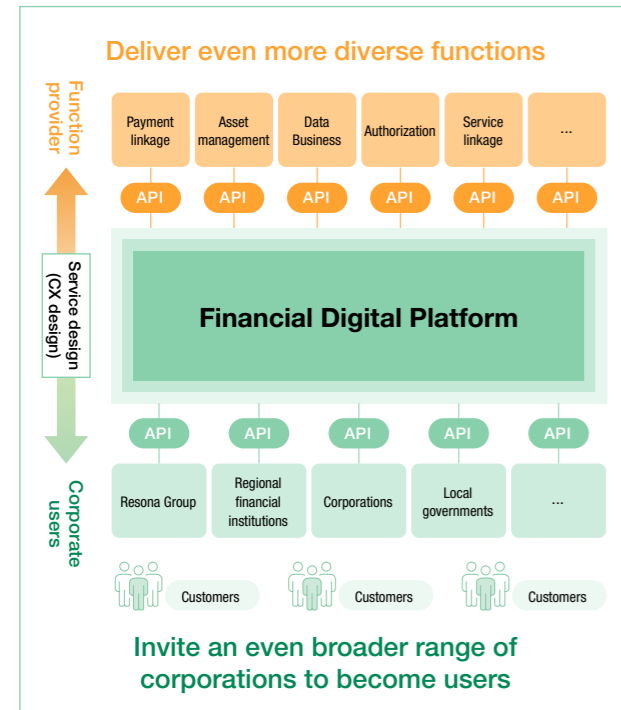 Deliver even more diverse functions
Function
provider
Payment
linkage
Asset
management
Data
Business
Authorization
Service
linkage
...
API
API
API
API
API
API
Service design
(CX design)
Financial Digital Platform
API
API
API
API
API
Corporate
users
Resona Group
Regional
financial
institutions
Corporations
Local
governments
...
Customers
Customers
Customers
Invite an even broader range of
corporations to become users